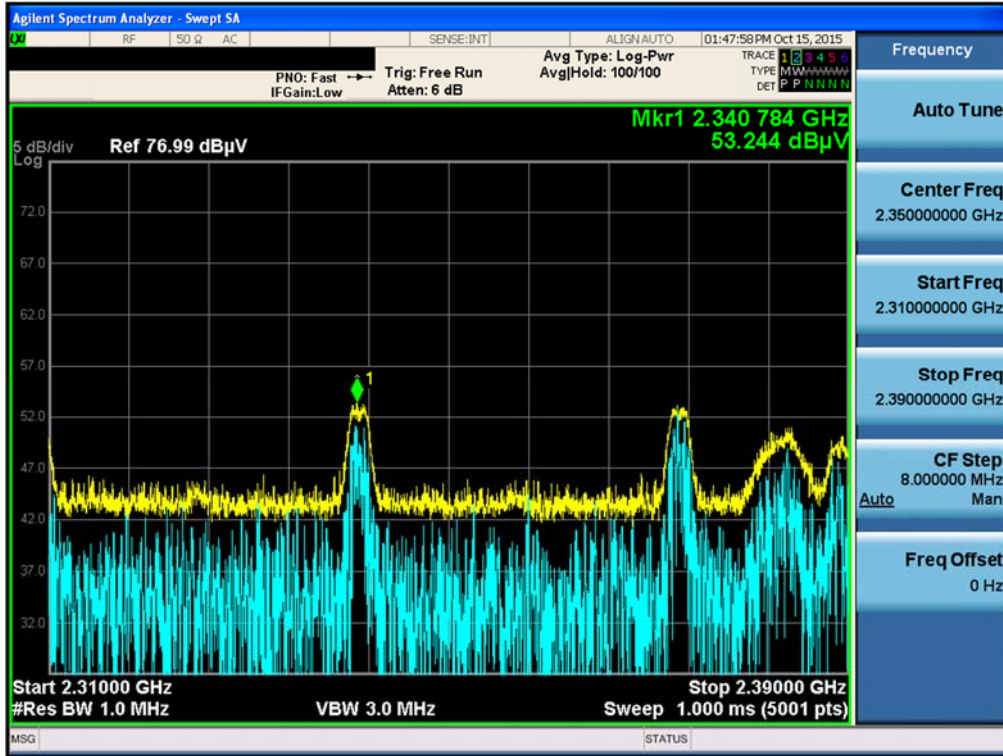 Agilent Spectrum Analyzer - Swept SA
LXI RF 50 Ω AC SENSE:INT ALIGN AUTO 01:47:58 PM Oct 15, 2015
Frequency
PNO: Fast
IFGain:Low
Trig: Free Run
Atten: 6 dB
Avg Type: Log-Pwr
Avg|Hold: 100/100
TRACE 1 2 3 4 5 6
TYPE M W W W W W
DET P P N N N N
Auto Tune
Mkr1 2.340 784 GHz
53.244 dBµV
5 dB/div Ref 76.99 dBµV
Log
72.0
67.0
62.0
57.0
52.0
47.0
42.0
37.0
32.0
1
Center Freq
2.350000000 GHz
Start Freq
2.310000000 GHz
Stop Freq
2.390000000 GHz
CF Step
8.000000 MHz
Auto Man
Freq Offset
0 Hz
Start 2.31000 GHz Stop 2.39000 GHz
#Res BW 1.0 MHz VBW 3.0 MHz Sweep 1.000 ms (5001 pts)
MSG STATUS